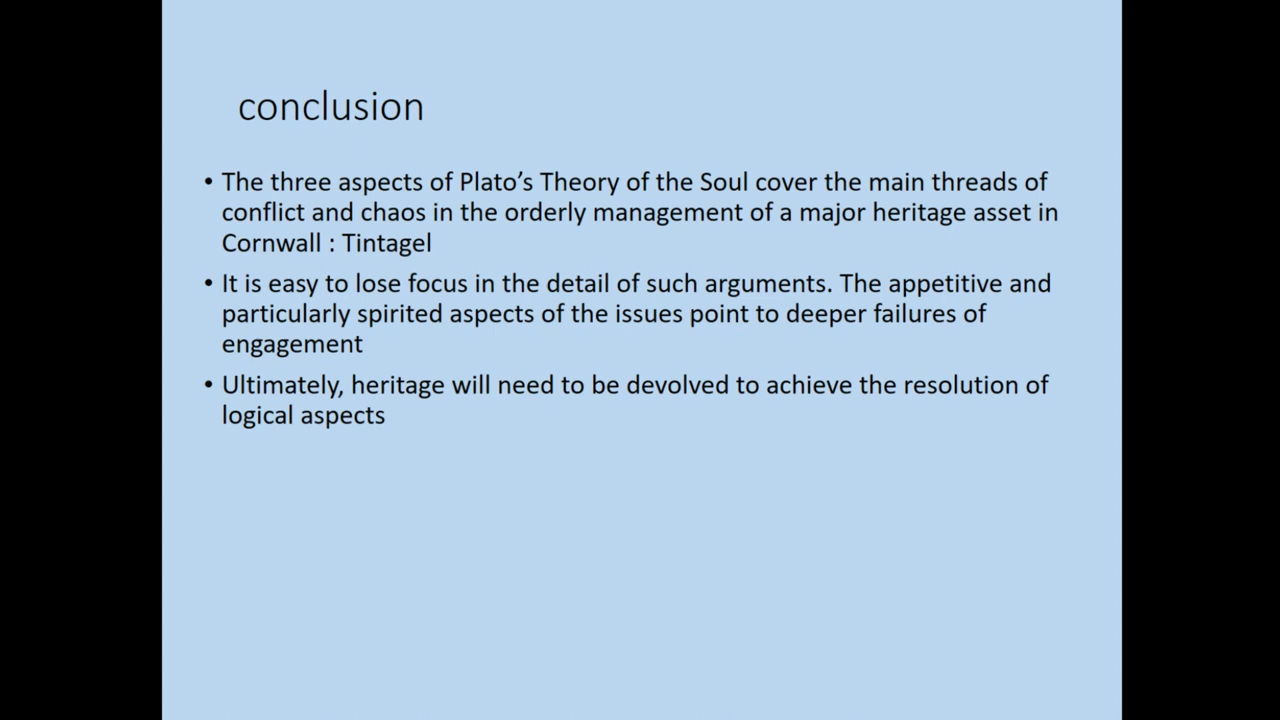 conclusion
• The three aspects of Plato’s Theory of the Soul cover the main threads of
conflict and chaos in the orderly management of a major heritage asset in
Cornwall : Tintagel
• It is easy to lose focus in the detail of such arguments. The appetitive and
particularly spirited aspects of the issues point to deeper failures of
engagement
• Ultimately, heritage will need to be devolved to achieve the resolution of
logical aspects